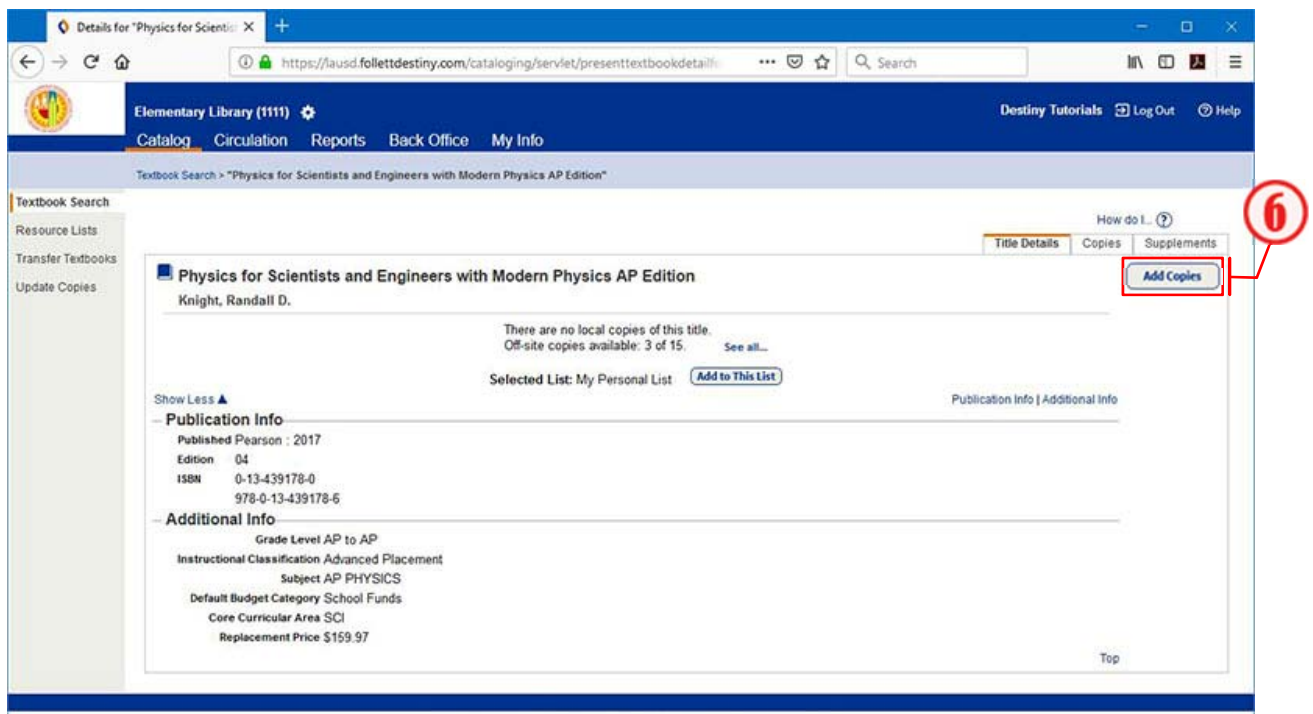 Details for "Physics for Scientis
https://lausd.follettdestiny.com/cataloging/servlet/presenttextbookdetailfo
Search
Elementary Library (1111)
Destiny Tutorials Log Out Help
Catalog Circulation Reports Back Office My Info
Textbook Search > "Physics for Scientists and Engineers with Modern Physics AP Edition"
Textbook Search
Resource Lists
Transfer Textbooks
Update Copies
How do I... ?
6
Title Details Copies Supplements
Physics for Scientists and Engineers with Modern Physics AP Edition
Add Copies
Knight, Randall D.
There are no local copies of this title.
Off-site copies available: 3 of 15. See all...
Selected List: My Personal List Add to This List
Show Less
Publication Info | Additional Info
Publication Info
Published Pearson : 2017
Edition 04
ISBN 0-13-439178-0
978-0-13-439178-6
Additional Info
Grade Level AP to AP
Instructional Classification Advanced Placement
Subject AP PHYSICS
Default Budget Category School Funds
Core Curricular Area SCI
Replacement Price $159.97
Top